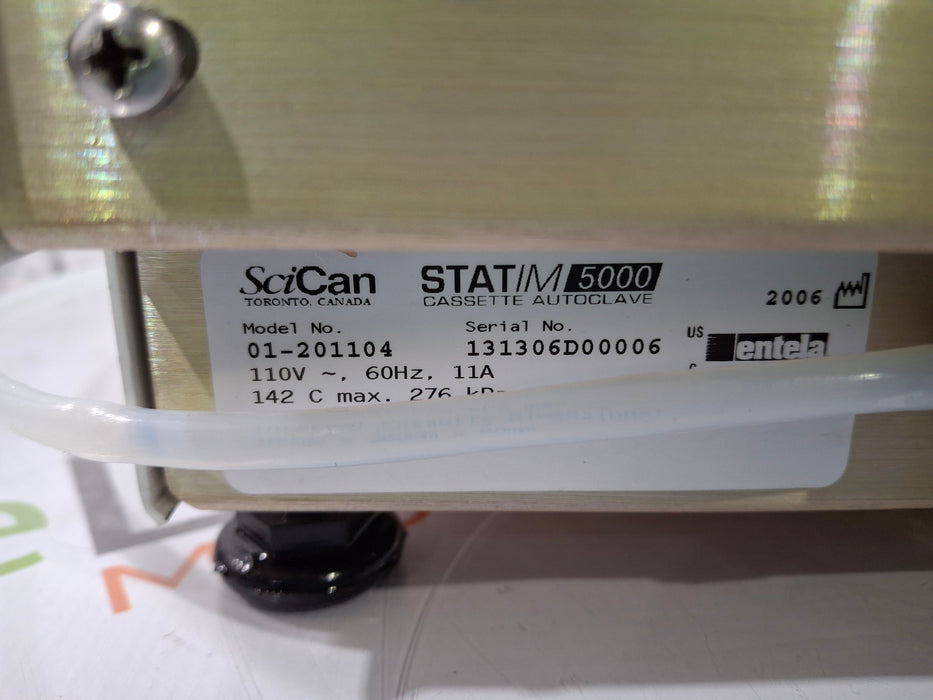 SciCan
TORONTO, CANADA
STATIM 5000
CASSETTE AUTOCLAVE
2006
Model No.
01-201104
Serial No.
131306D00006
US
entela
110V ~, 60Hz, 11A
142 C max. 276